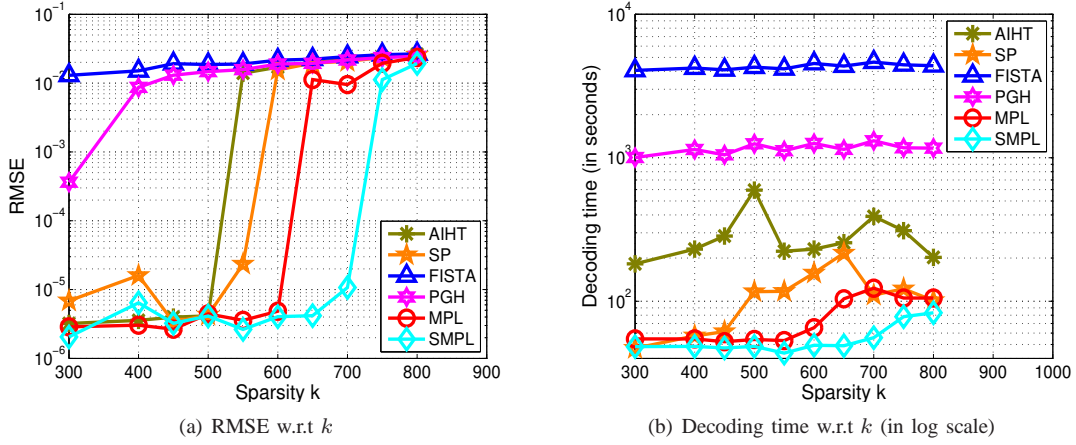 10^-1
10^-2
10^-3
10^-4
10^-5
10^-6
RMSE
300 400 500 600 700 800 900
Sparsity k
AIHT
SP
FISTA
PGH
MPL
SMPL
(a) RMSE w.r.t k
10^4
10^3
10^2
Decoding time (in seconds)
300 400 500 600 700 800 900 1000
Sparsity k
AIHT
SP
FISTA
PGH
MPL
SMPL
(b) Decoding time w.r.t k (in log scale)